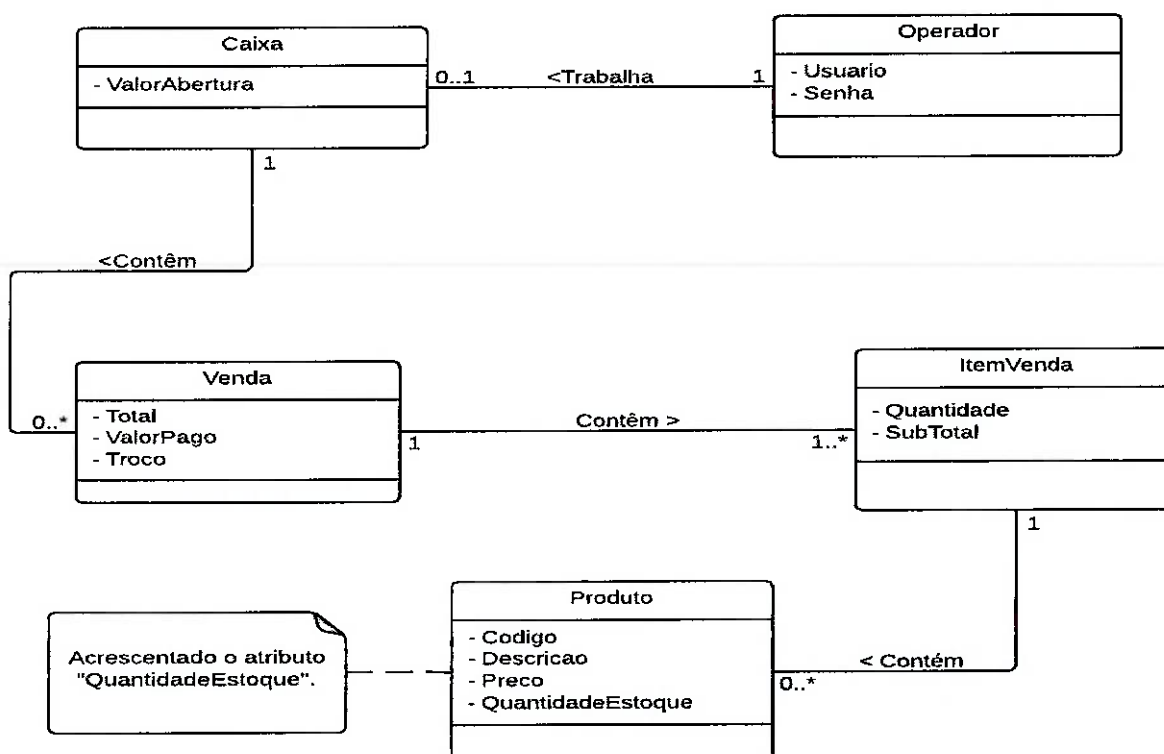 Caixa
- ValorAbertura
0..1
<Trabalha
1
Operador
- Usuario
- Senha
1
<Contêm
0..*
Venda
- Total
- ValorPago
- Troco
1
Contêm >
1..*
ItemVenda
- Quantidade
- SubTotal
1
< Contém
0..*
Produto
- Codigo
- Descricao
- Preco
- QuantidadeEstoque
Acrescentado o atributo
"QuantidadeEstoque".